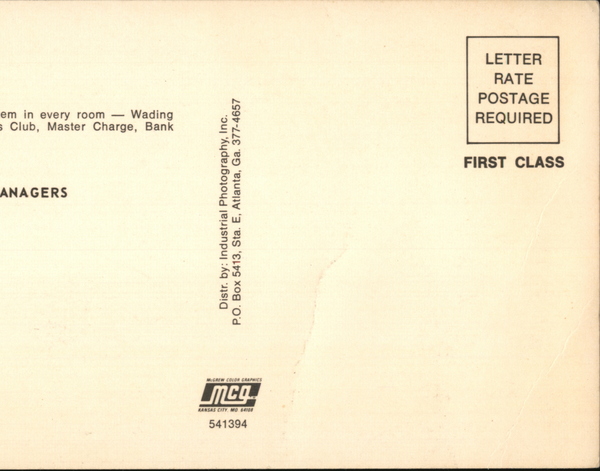 em in every room — Wading
s Club, Master Charge, Bank
ANAGERS
Distr. by: Industrial Photography, Inc.
P.O. Box 5413, Sta. E, Atlanta, Ga. 377-4657
McGREW COLOR GRAPHICS
mcg
KANSAS CITY, MO. 64108
541394
LETTER
RATE
POSTAGE
REQUIRED
FIRST CLASS